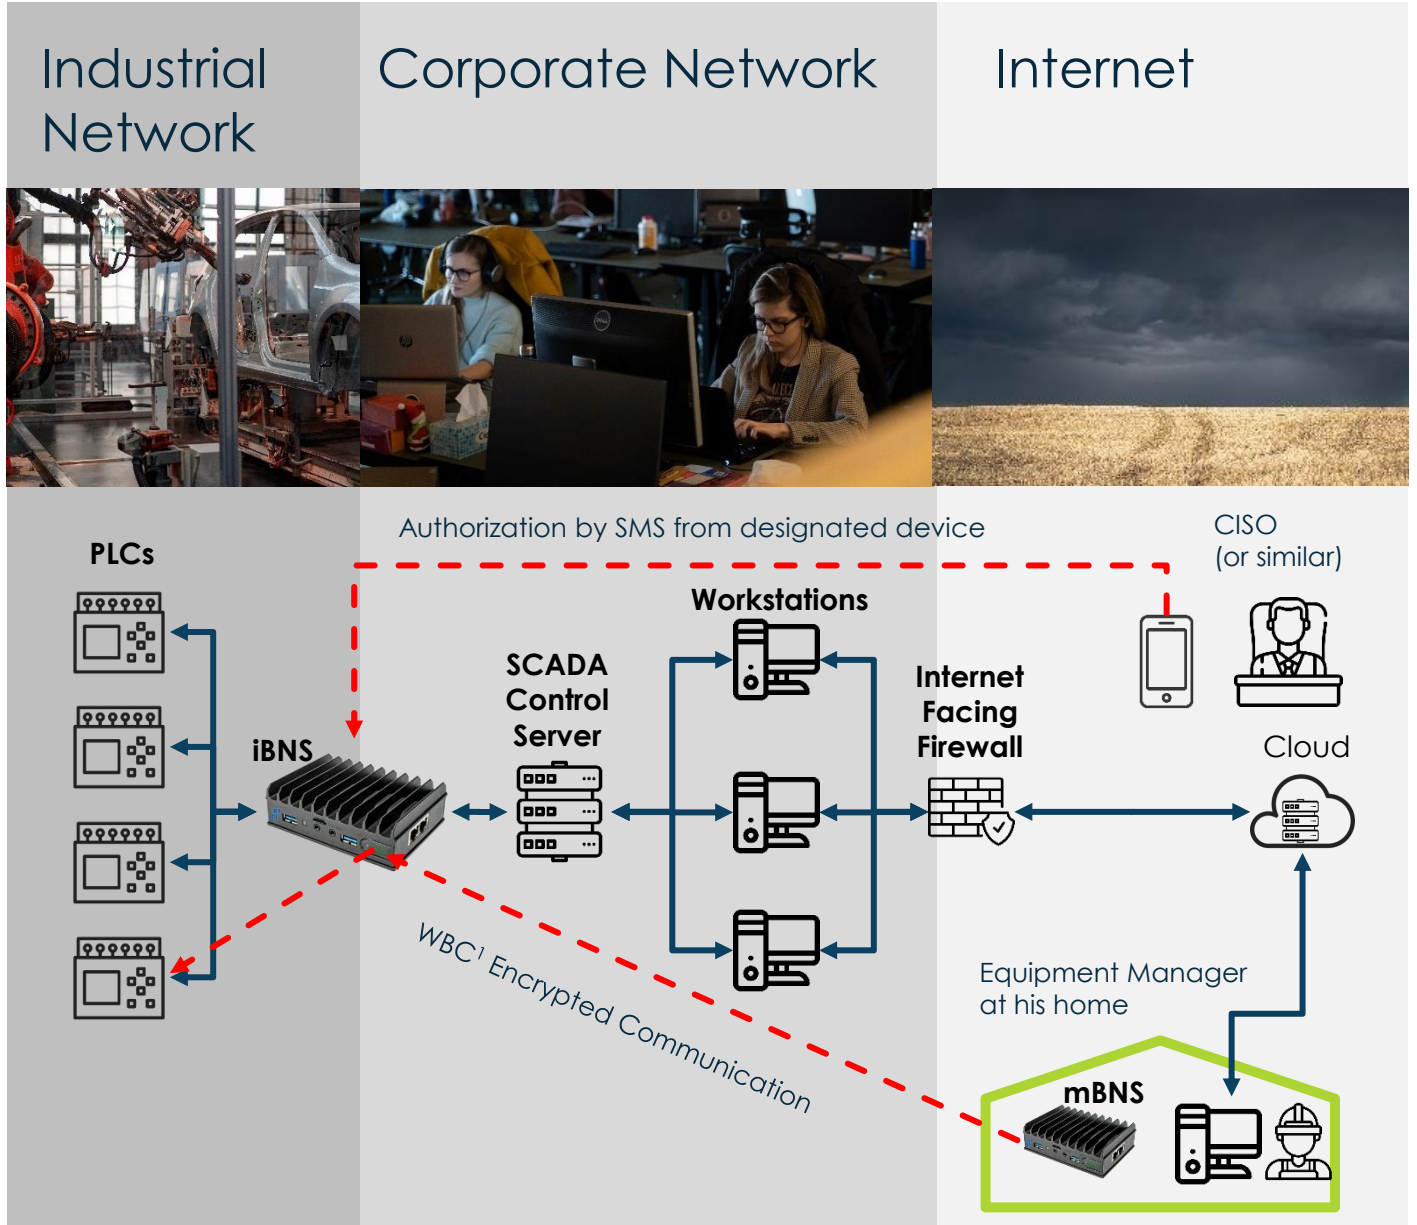 Industrial
Network
Corporate Network
Internet
Authorization by SMS from designated device
CISO
(or similar)
PLCs
Workstations
SCADA
Control
Server
Internet
Facing
Firewall
iBNS
Cloud
WBC¹ Encrypted Communication
Equipment Manager
at his home
mBNS